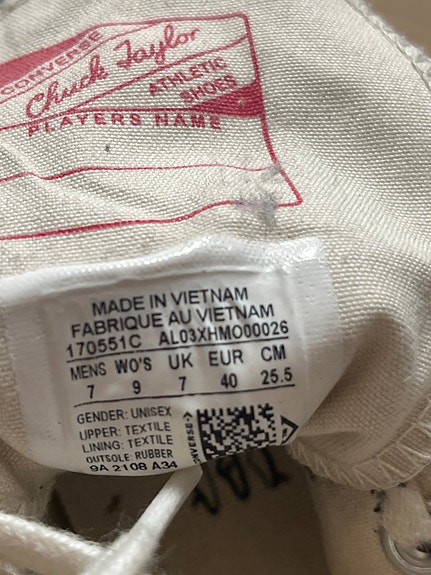 CONVERSE
Chuck Taylor
ATHLETIC
SHOES
PLAYERS NAME
MADE IN VIETNAM
FABRIQUE AU VIETNAM
170551C AL03XHMO00026
MENS WO'S UK EUR CM
7 9 7 40 25.5
GENDER: UNISEX
UPPER: TEXTILE
LINING: TEXTILE
OUTSOLE: RUBBER
9A 2108 A34
CONVERSE